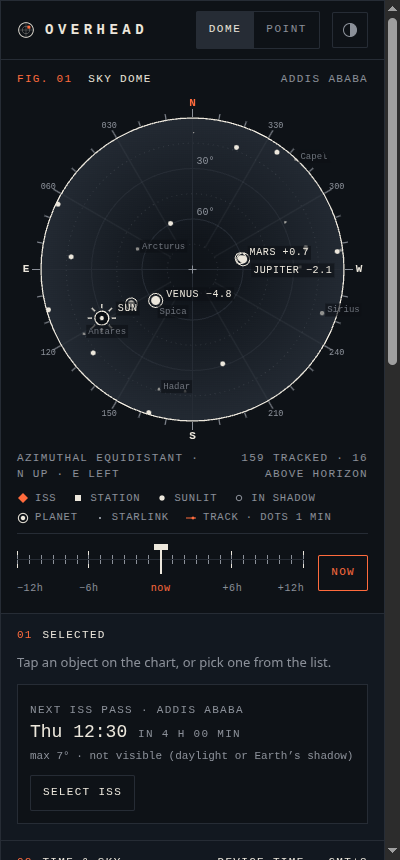 OVERHEAD
DOME
POINT
FIG. 01 SKY DOME
ADDIS ABABA
N
030
330
Capel
30°
060
300
60°
Arcturus
MARS +0.7
E
W
JUPITER −2.1
VENUS −4.8
SUN
Spica
Sirius
Antares
120
240
Hadar
150
210
S
AZIMUTHAL EQUIDISTANT ·
N UP · E LEFT
159 TRACKED · 16
ABOVE HORIZON
ISS
STATION
SUNLIT
IN SHADOW
PLANET
STARLINK
TRACK · DOTS 1 MIN
−12h
−6h
now
+6h
+12h
NOW
01 SELECTED
Tap an object on the chart, or pick one from the list.
NEXT ISS PASS · ADDIS ABABA
Thu 12:30 IN 4 H 00 MIN
max 7° · not visible (daylight or Earth’s shadow)
SELECT ISS